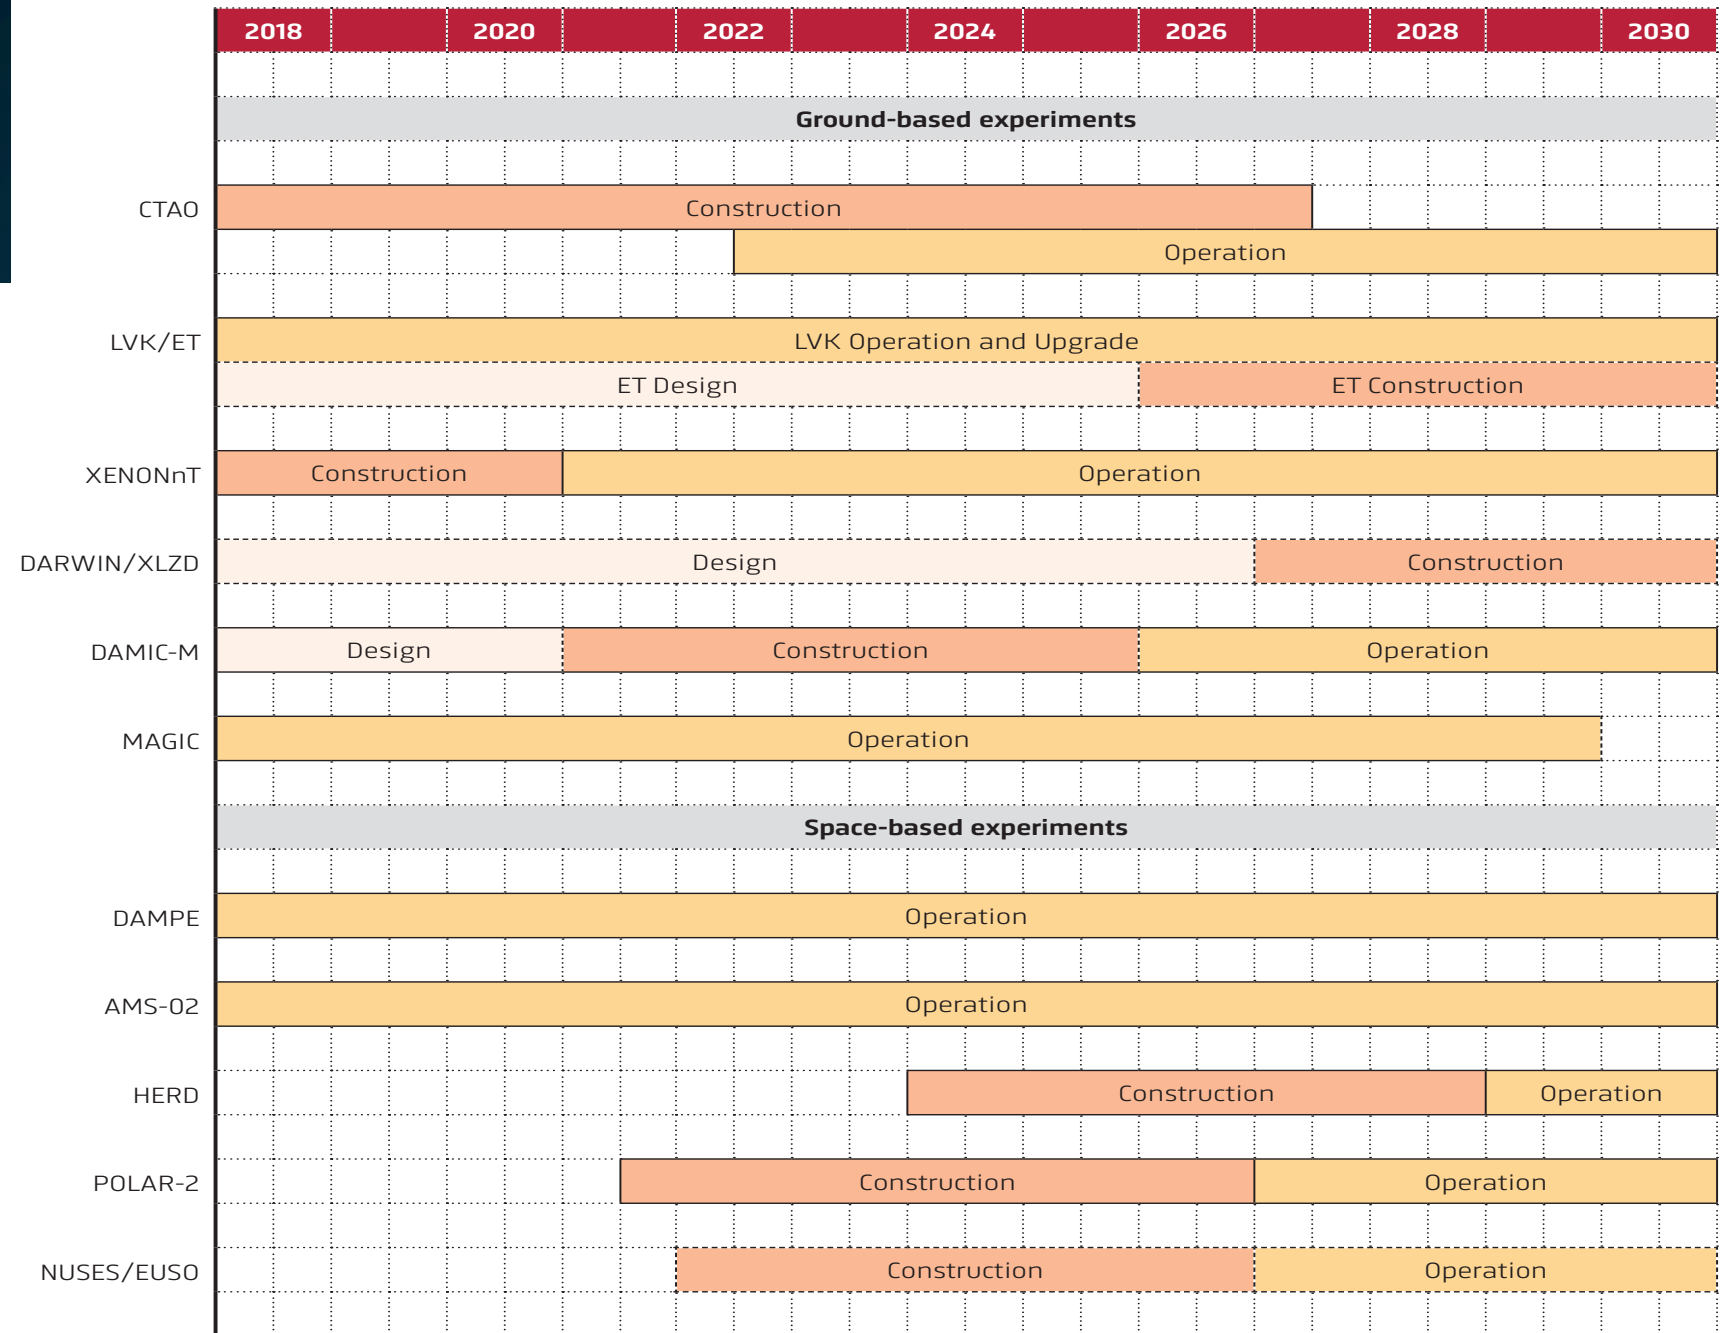 2018 2020 2022 2024 2026 2028 2030
Ground-based experiments
CTAO Construction
Operation
LVK/ET LVK Operation and Upgrade
ET Design ET Construction
XENONnT Construction Operation
DARWIN/XLZD Design Construction
DAMIC-M Design Construction Operation
MAGIC Operation
Space-based experiments
DAMPE Operation
AMS-02 Operation
HERD Construction Operation
POLAR-2 Construction Operation
NUSES/EUSO Construction Operation